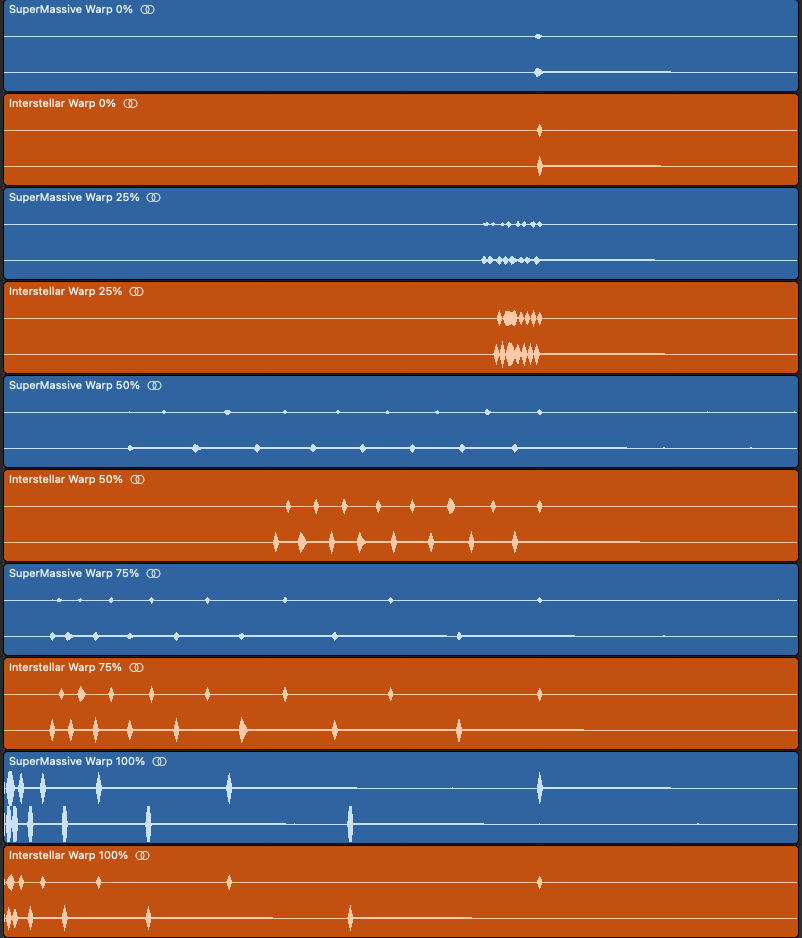 SuperMassive Warp 0%
Interstellar Warp 0%
SuperMassive Warp 25%
Interstellar Warp 25%
SuperMassive Warp 50%
Interstellar Warp 50%
SuperMassive Warp 75%
Interstellar Warp 75%
SuperMassive Warp 100%
Interstellar Warp 100%